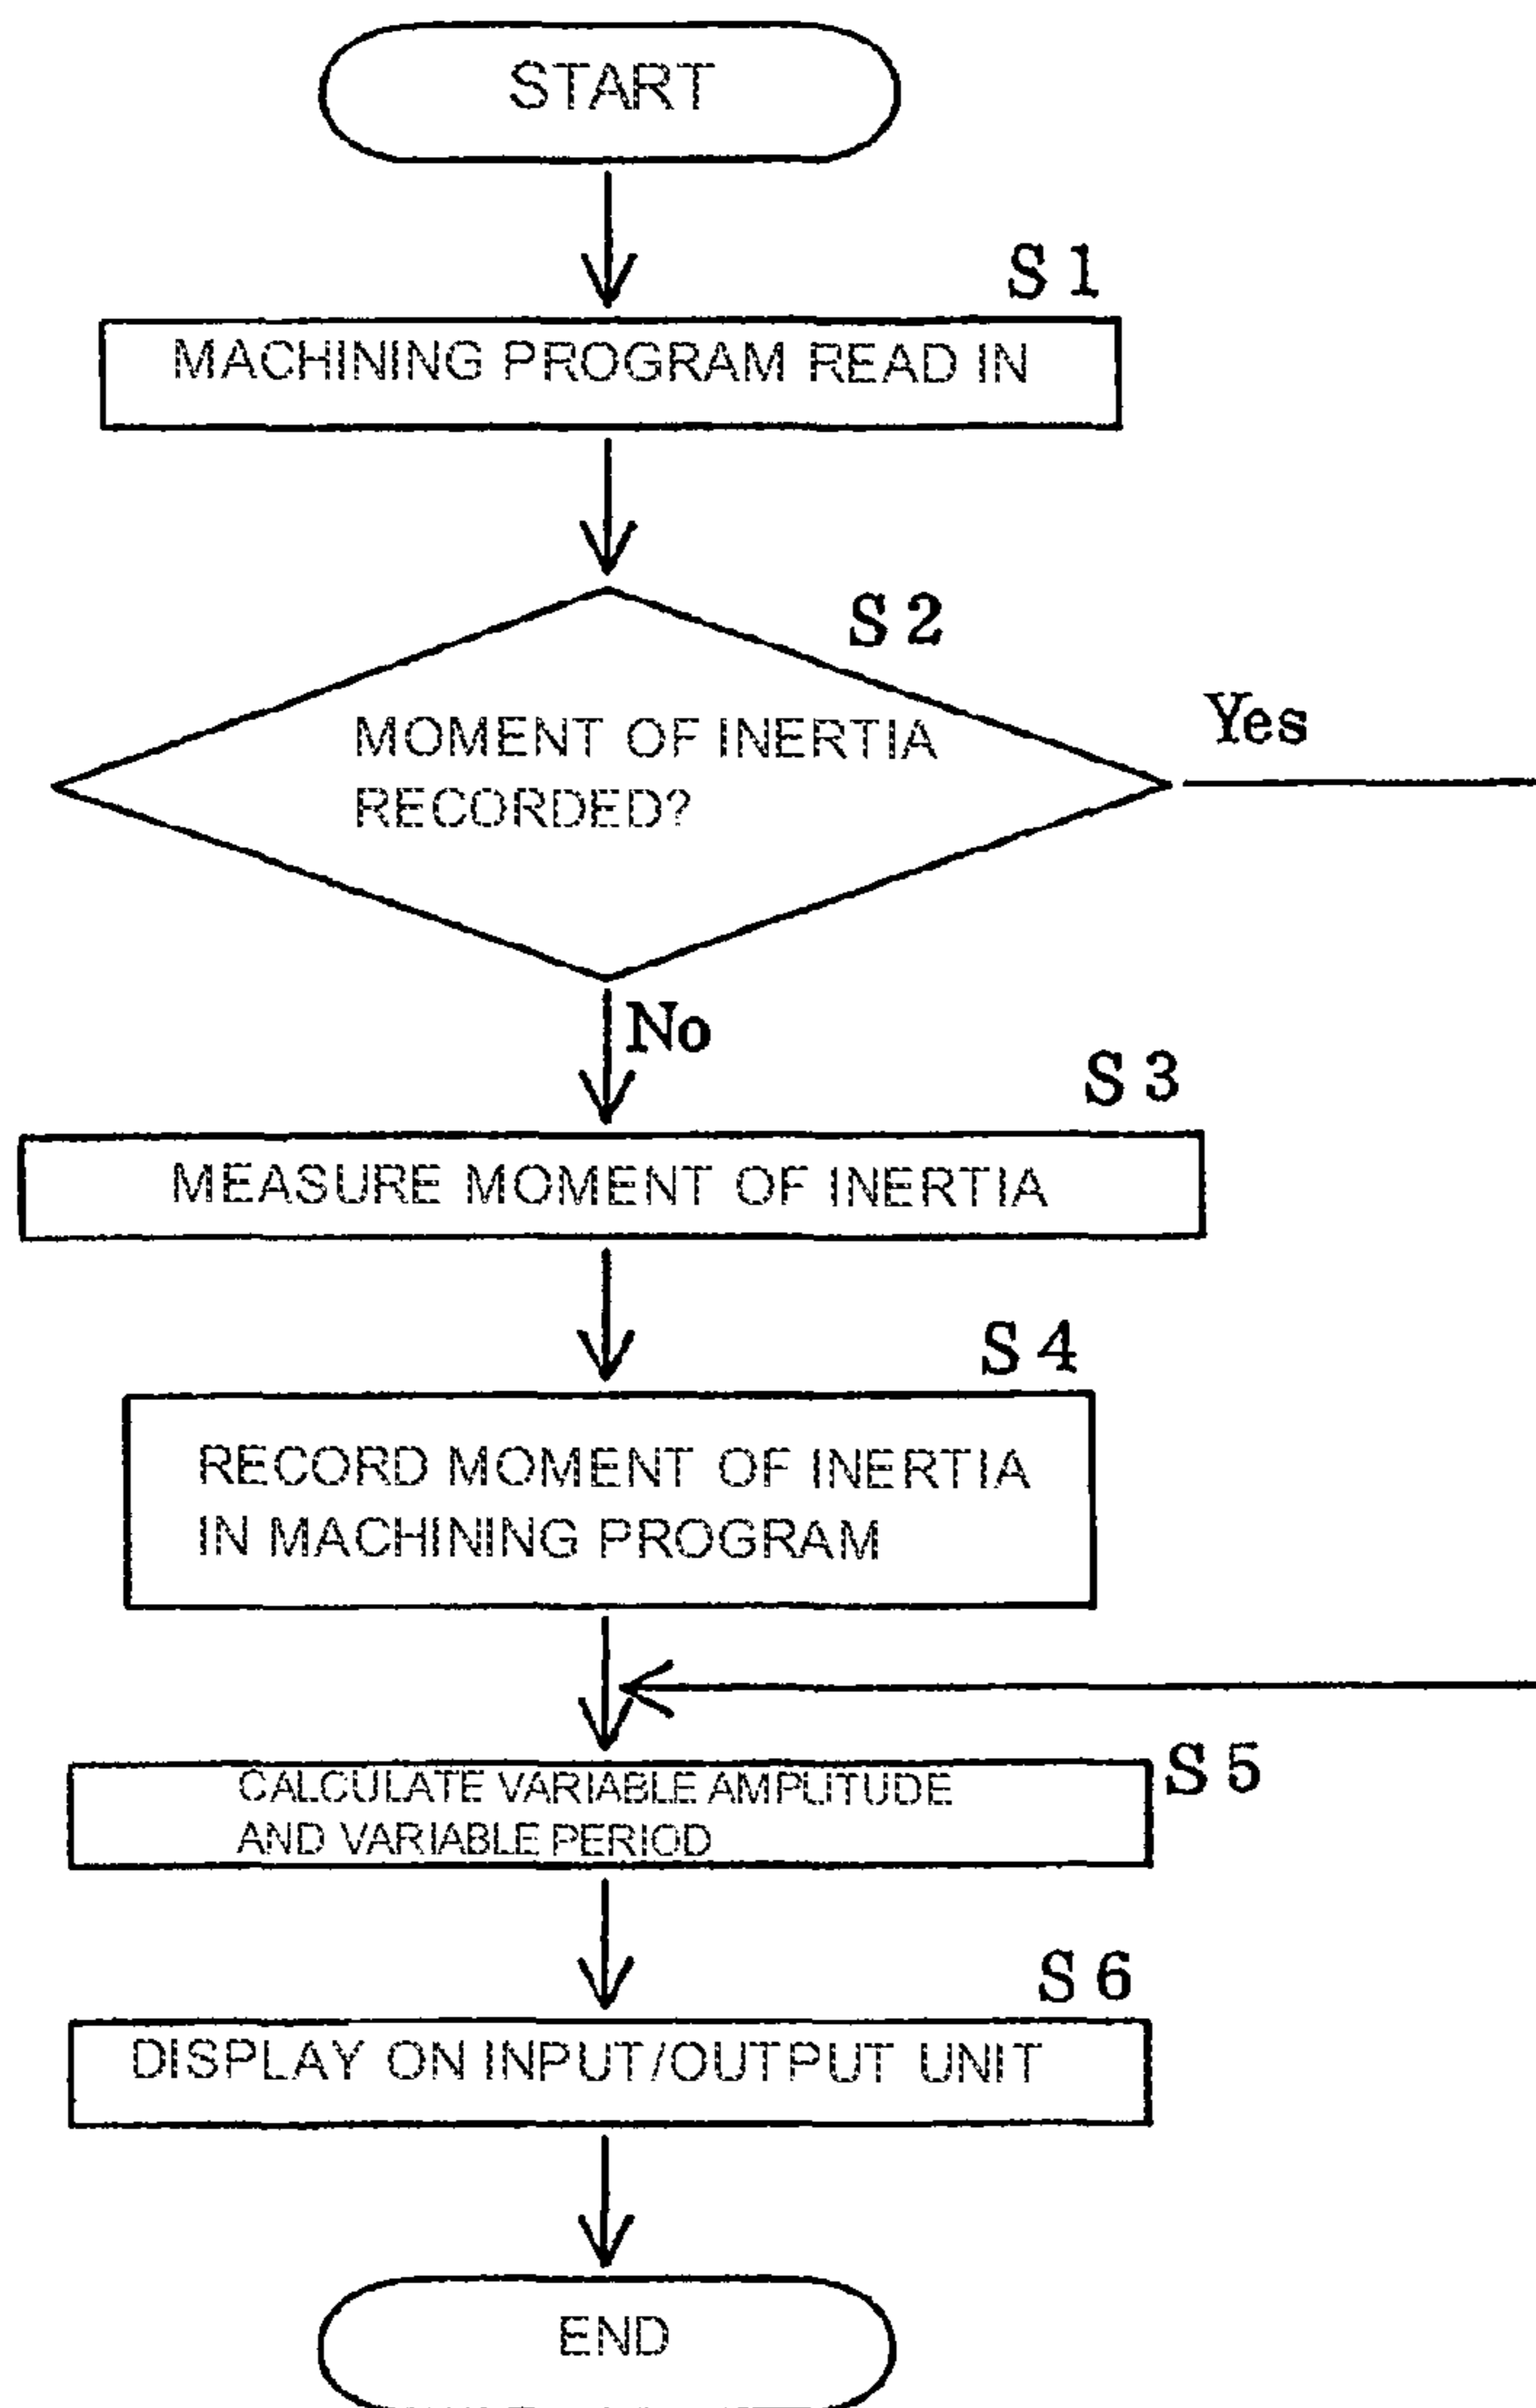 START
S1
MACHINING PROGRAM READ IN
S2
MOMENT OF INERTIA
RECORDED?
Yes
No
S3
MEASURE MOMENT OF INERTIA
S4
RECORD MOMENT OF INERTIA
IN MACHINING PROGRAM
S5
CALCULATE VARIABLE AMPLITUDE
AND VARIABLE PERIOD
S6
DISPLAY ON INPUT/OUTPUT UNIT
END